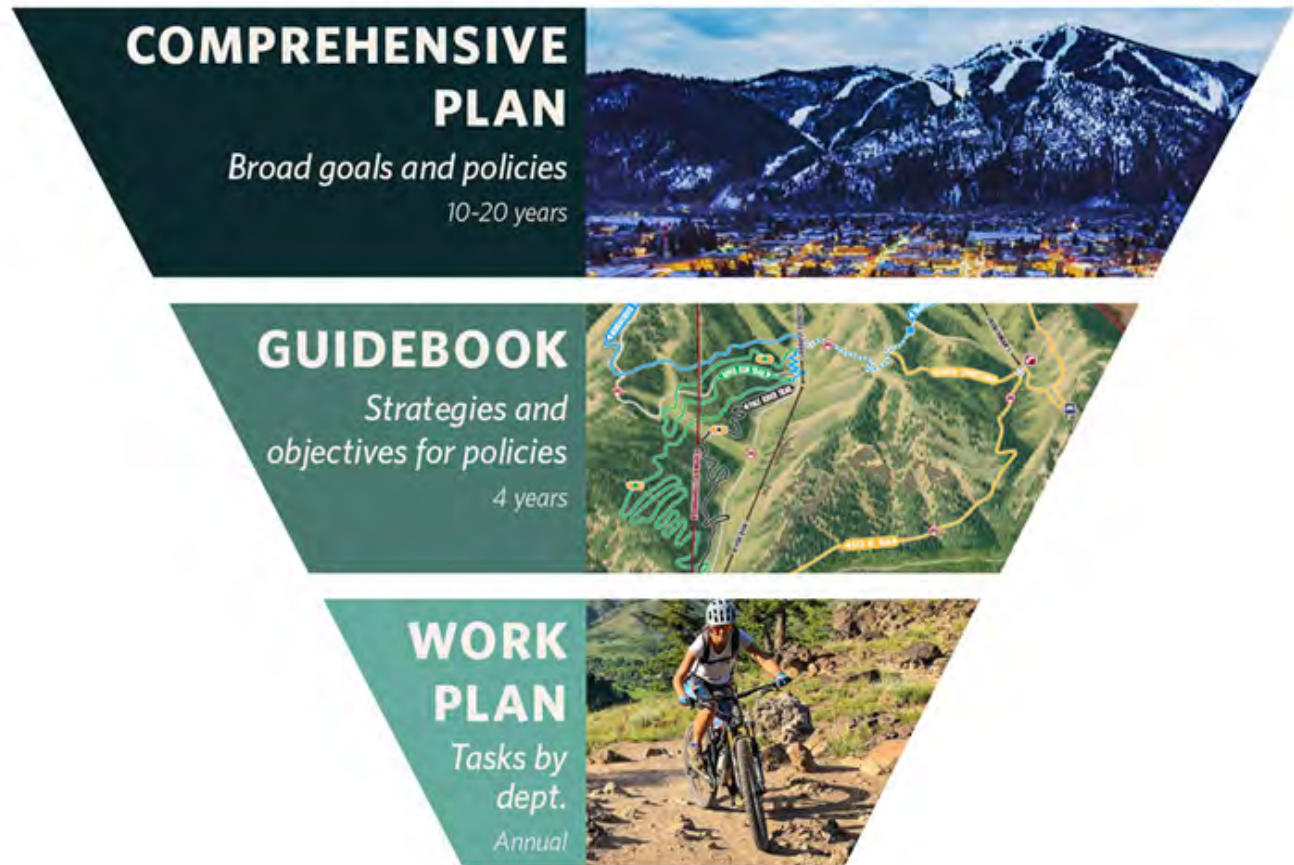 COMPREHENSIVE
PLAN
Broad goals and policies
10-20 years
GUIDEBOOK
Strategies and
objectives for policies
4 years
WORK
PLAN
Tasks by
dept.
Annual